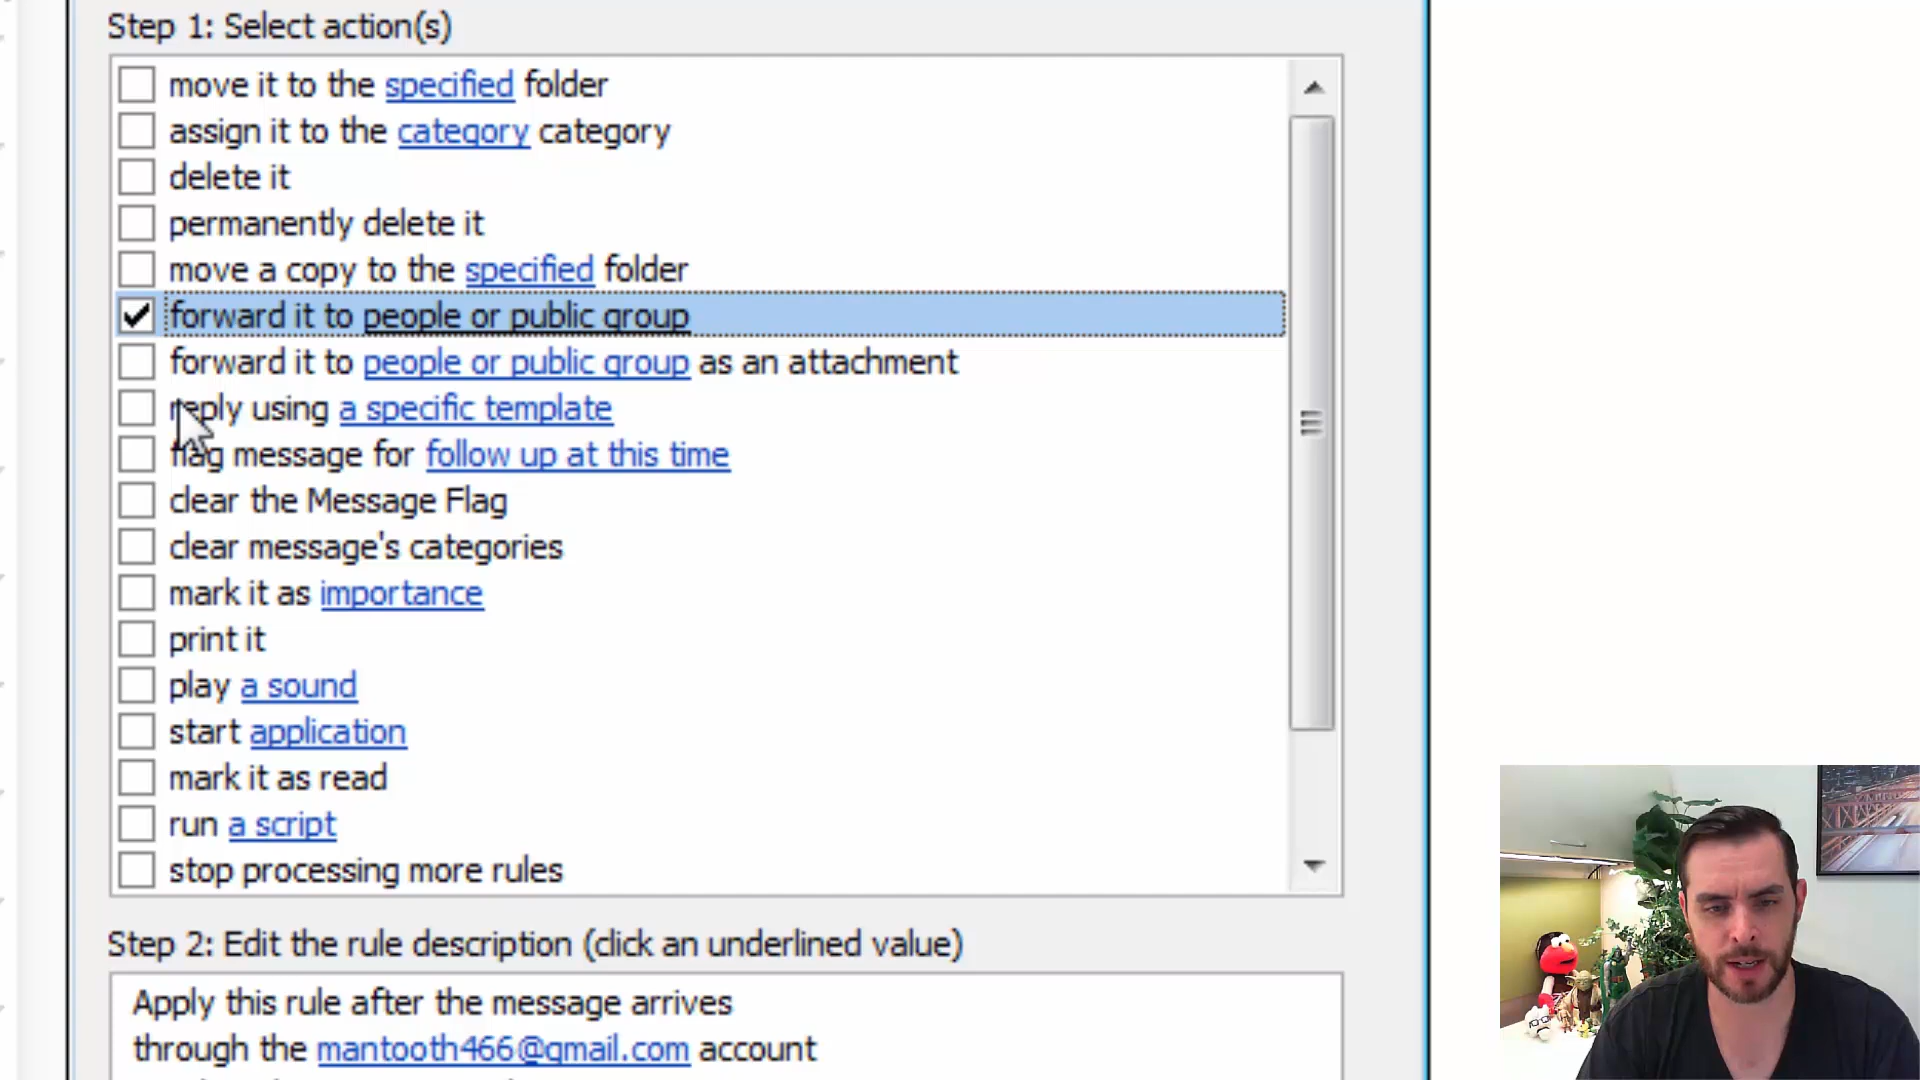 Step 1: Select action(s)
move it to the specified folder
assign it to the category category
delete it
permanently delete it
move a copy to the specified folder
forward it to people or public group
forward it to people or public group as an attachment
reply using a specific template
flag message for follow up at this time
clear the Message Flag
clear message's categories
mark it as importance
print it
play a sound
start application
mark it as read
run a script
stop processing more rules
Step 2: Edit the rule description (click an underlined value)
Apply this rule after the message arrives
through the mantooth466@gmail.com account